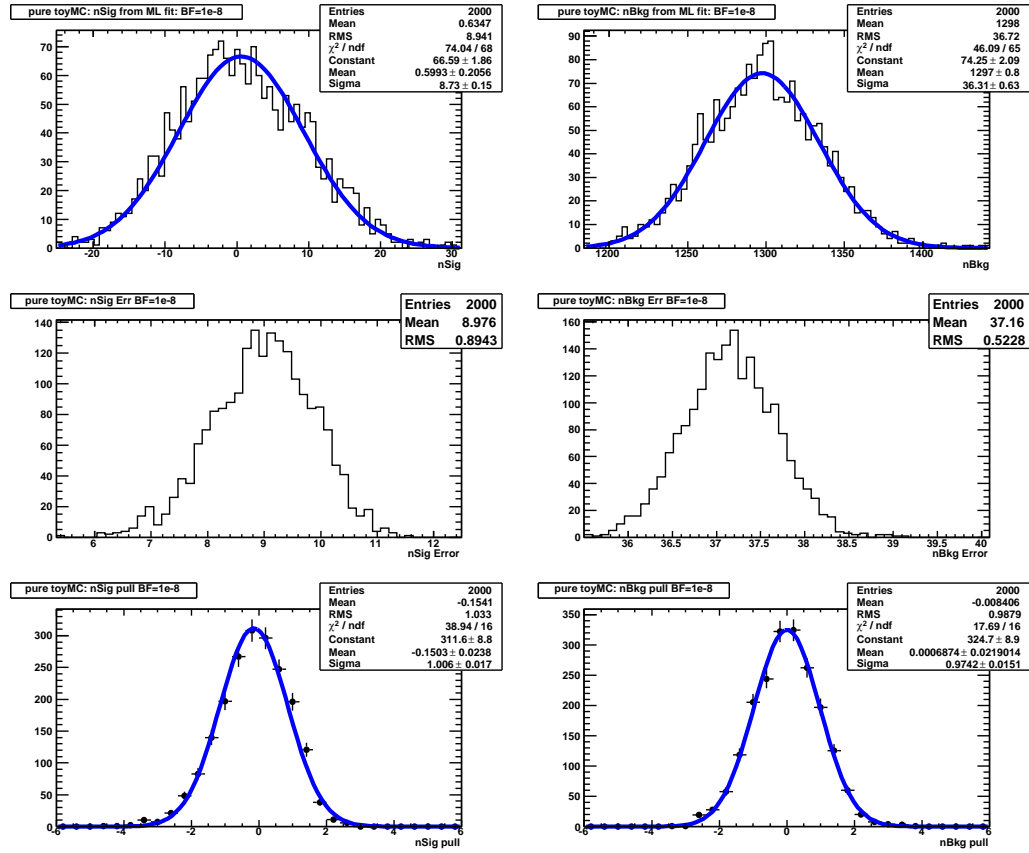 pure toyMC: nSig from ML fit: BF=1e-8
Entries 2000
Mean 0.6347
RMS 8.941
χ² / ndf 74.04 / 68
Constant 66.59 ± 1.86
Mean 0.5993 ± 0.2056
Sigma 8.73 ± 0.15
70
60
50
40
30
20
10
0
-20 -10 0 10 20 30
nSig
pure toyMC: nBkg from ML fit: BF=1e-8
Entries 2000
Mean 1298
RMS 36.72
χ² / ndf 46.09 / 65
Constant 74.25 ± 2.09
Mean 1297 ± 0.8
Sigma 36.31 ± 0.63
90
80
70
60
50
40
30
20
10
0
1200 1250 1300 1350 1400
nBkg
pure toyMC: nSig Err BF=1e-8
Entries 2000
Mean 8.976
RMS 0.8943
140
120
100
80
60
40
20
0
6 7 8 9 10 11 12
nSig Error
pure toyMC: nBkg Err BF=1e-8
Entries 2000
Mean 37.16
RMS 0.5228
160
140
120
100
80
60
40
20
0
36 36.5 37 37.5 38 38.5 39 39.5 40
nBkg Error
pure toyMC: nSig pull BF=1e-8
Entries 2000
Mean -0.1541
RMS 1.033
χ² / ndf 38.94 / 16
Constant 311.6 ± 8.8
Mean -0.1503 ± 0.0238
Sigma 1.006 ± 0.017
300
250
200
150
100
50
0
-6 -4 -2 0 2 4 6
nSig pull
pure toyMC: nBkg pull BF=1e-8
Entries 2000
Mean -0.008406
RMS 0.9879
χ² / ndf 17.69 / 16
Constant 324.7 ± 8.9
Mean 0.0006874 ± 0.0219014
Sigma 0.9742 ± 0.0151
350
300
250
200
150
100
50
0
-6 -4 -2 0 2 4 6
nBkg pull